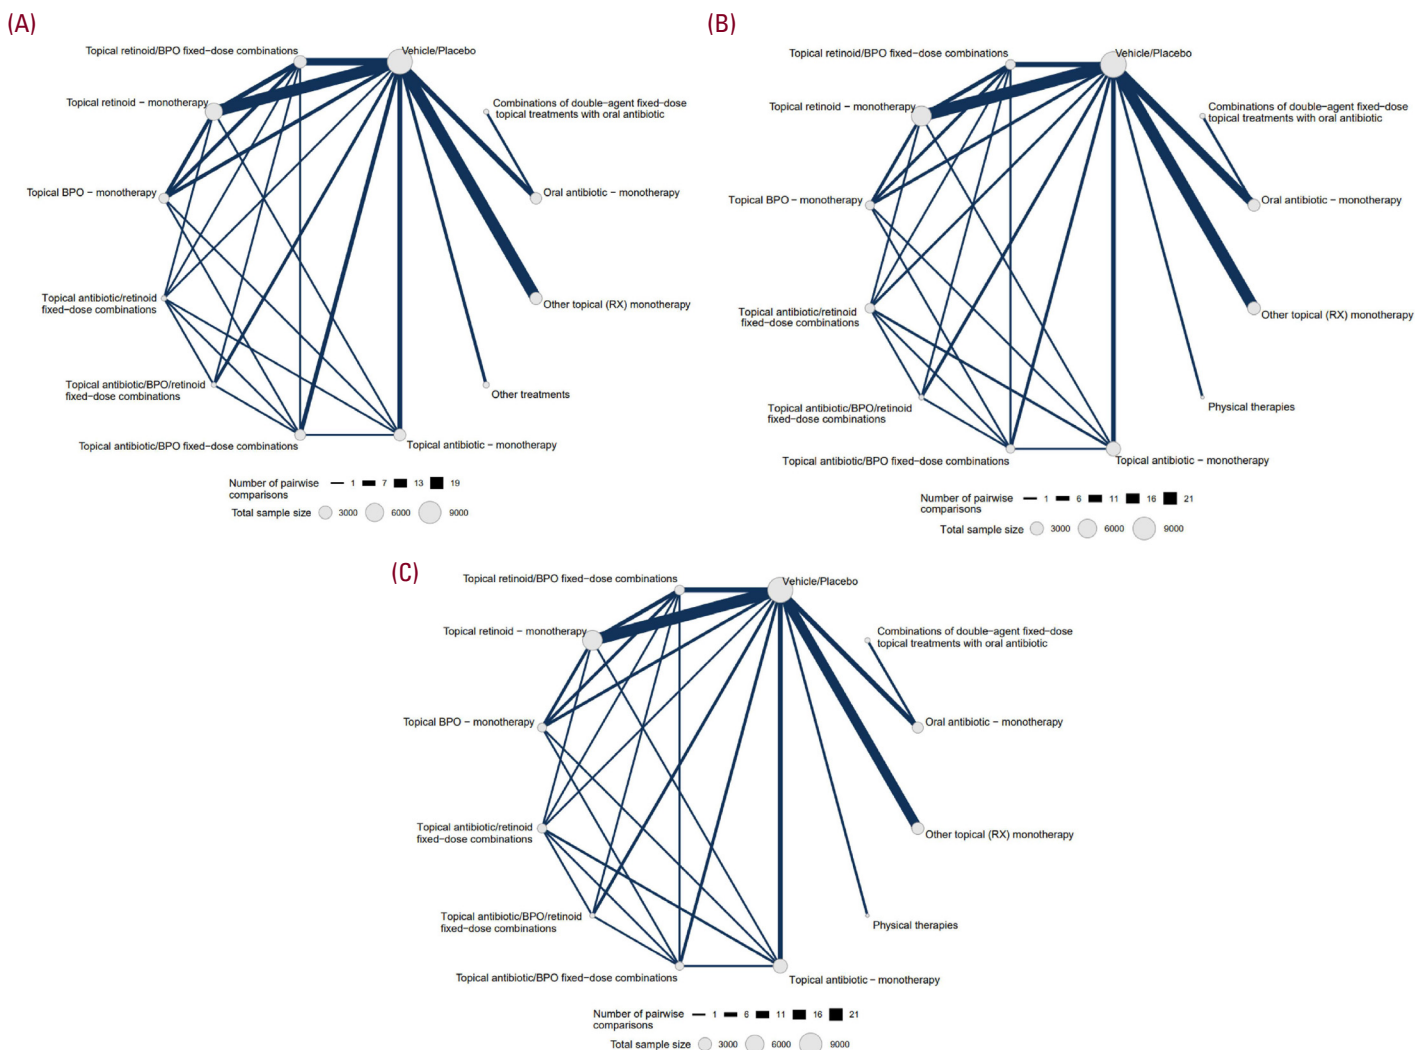 (A)
Topical retinoid/BPO fixed−dose combinations
Vehicle/Placebo
Topical retinoid − monotherapy
Combinations of double−agent fixed−dose
topical treatments with oral antibiotic
Topical BPO − monotherapy
Oral antibiotic − monotherapy
Topical antibiotic/retinoid
fixed−dose combinations
Other topical (RX) monotherapy
Topical antibiotic/BPO/retinoid
fixed−dose combinations
Other treatments
Topical antibiotic/BPO fixed−dose combinations
Topical antibiotic − monotherapy
Number of pairwise
comparisons
1 7 13 19
Total sample size 3000 6000 9000
(B)
Topical retinoid/BPO fixed−dose combinations
Vehicle/Placebo
Topical retinoid − monotherapy
Combinations of double−agent fixed−dose
topical treatments with oral antibiotic
Topical BPO − monotherapy
Oral antibiotic − monotherapy
Topical antibiotic/retinoid
fixed−dose combinations
Other topical (RX) monotherapy
Topical antibiotic/BPO/retinoid
fixed−dose combinations
Physical therapies
Topical antibiotic/BPO fixed−dose combinations
Topical antibiotic − monotherapy
Number of pairwise
comparisons
1 6 11 16 21
Total sample size 3000 6000 9000
(C)
Topical retinoid/BPO fixed−dose combinations
Vehicle/Placebo
Topical retinoid − monotherapy
Combinations of double−agent fixed−dose
topical treatments with oral antibiotic
Topical BPO − monotherapy
Oral antibiotic − monotherapy
Topical antibiotic/retinoid
fixed−dose combinations
Other topical (RX) monotherapy
Topical antibiotic/BPO/retinoid
fixed−dose combinations
Physical therapies
Topical antibiotic/BPO fixed−dose combinations
Topical antibiotic − monotherapy
Number of pairwise
comparisons
1 6 11 16 21
Total sample size 3000 6000 9000